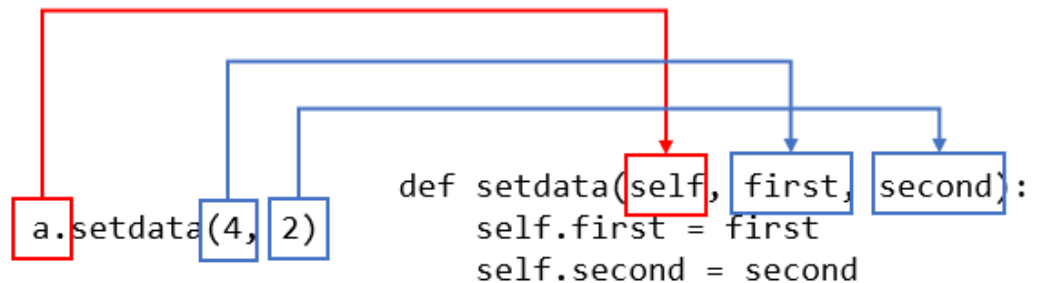 a.setdata(4, 2)
def setdata(self, first, second):
self.first = first
self.second = second